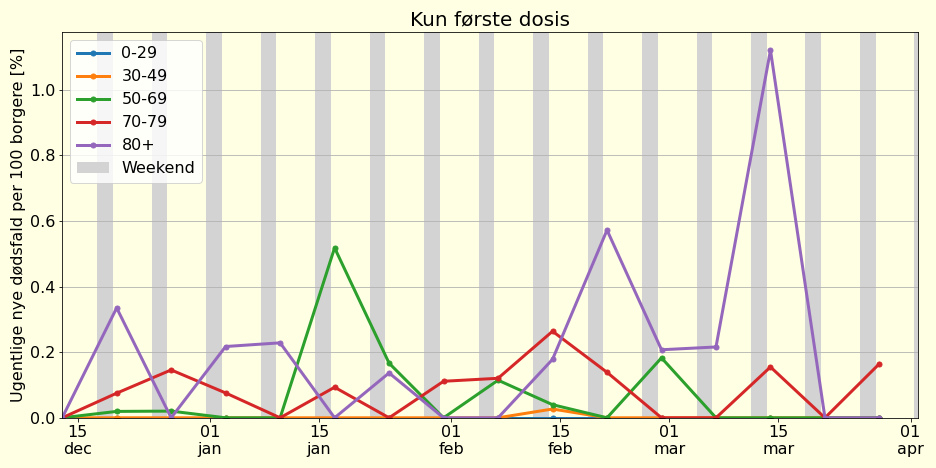 Kun første dosis
Ugentlige nye dødsfald per 100 borgere [%]
0-29
30-49
50-69
70-79
80+
Weekend
1.0
0.8
0.6
0.4
0.2
0.0
15 01 15 01 15 01 15 01
dec jan jan feb feb mar mar apr